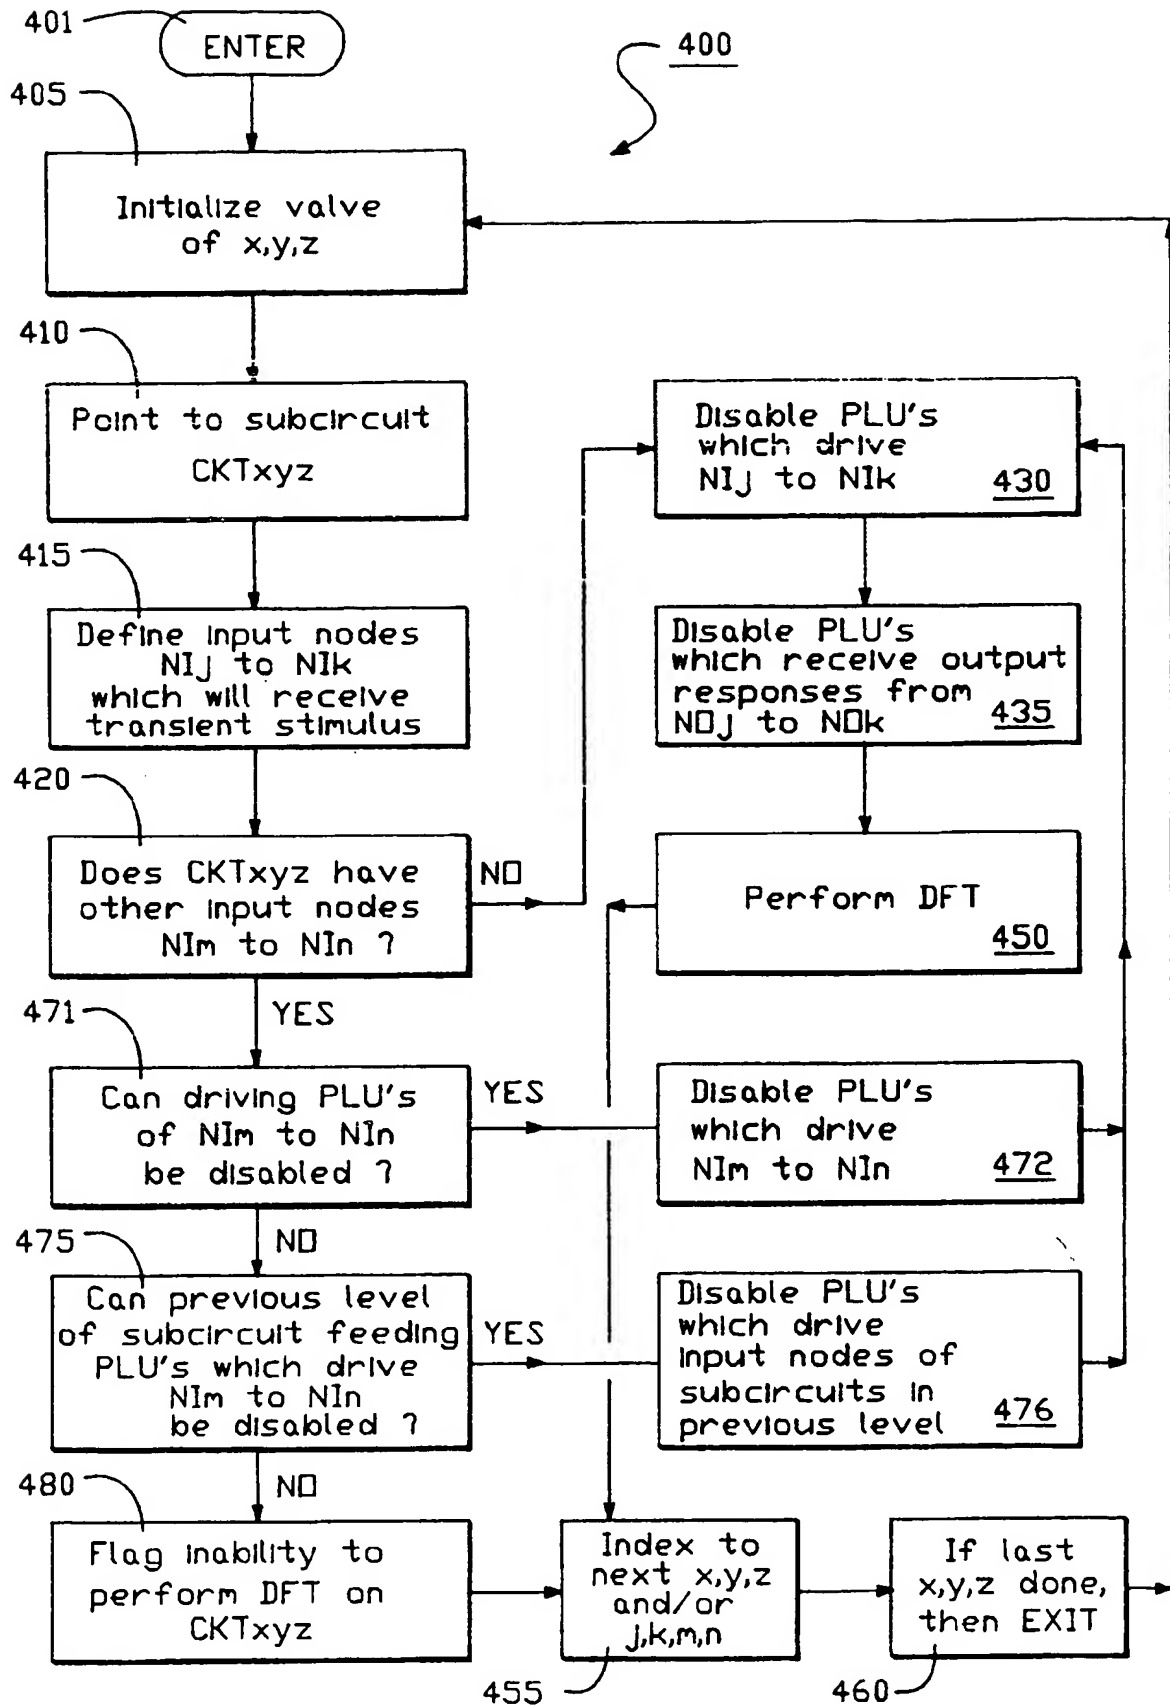 401
ENTER
400
405
Initialize valve
of x,y,z
410
Point to subcircuit
CKTxyz
Disable PLU's
which drive
NIj to NIk
430
415
Define input nodes
NIj to NIk
which will receive
transient stimulus
Disable PLU's
which receive output
responses from
NOj to NOk
435
420
Does CKTxyz have
other input nodes
NIm to NIn ?
NO
Perform DFT
450
YES
471
Can driving PLU's
of NIm to NIn
be disabled ?
YES
Disable PLU's
which drive
NIm to NIn
472
NO
475
Can previous level
of subcircuit feeding
PLU's which drive
NIm to NIn
be disabled ?
YES
Disable PLU's
which drive
input nodes of
subcircuits in
previous level
476
NO
480
Flag inability to
perform DFT on
CKTxyz
Index to
next x,y,z
and/or
j,k,m,n
455
If last
x,y,z done,
then EXIT
460